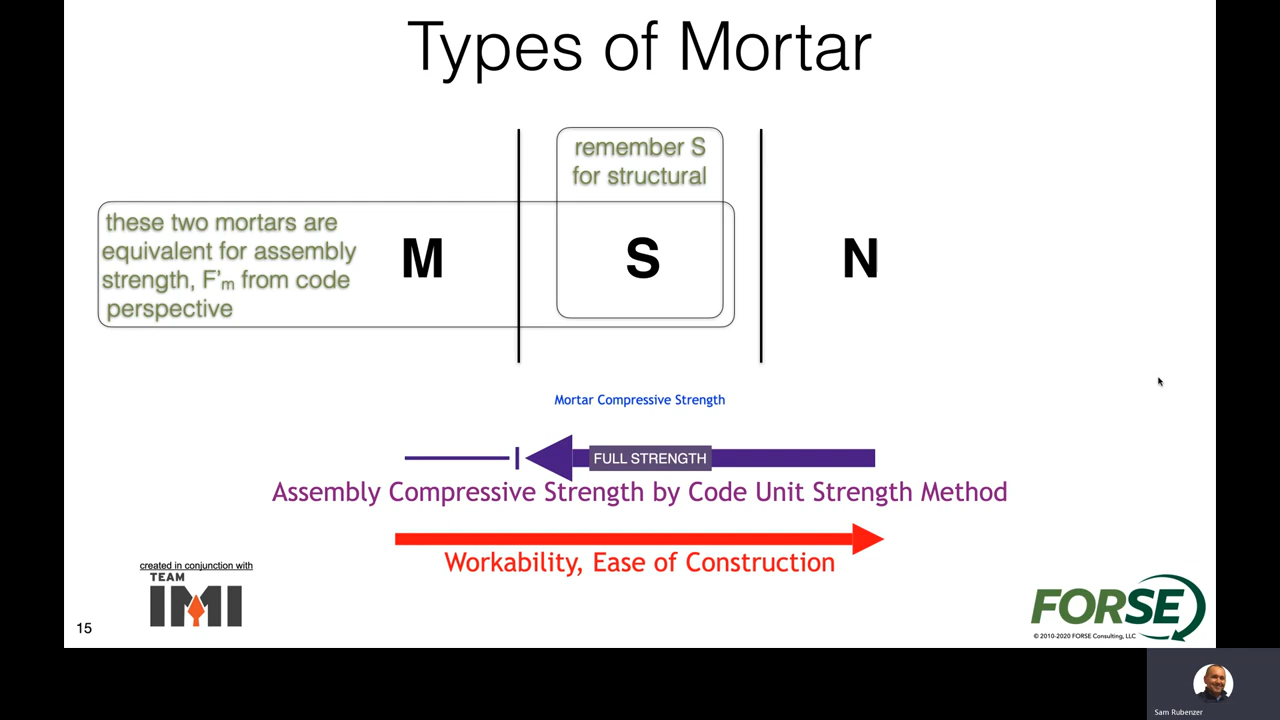 Types of Mortar
remember S
for structural
these two mortars are
equivalent for assembly
strength, F'm from code
perspective
M
S
N
Mortar Compressive Strength
FULL STRENGTH
Assembly Compressive Strength by Code Unit Strength Method
Workability, Ease of Construction
created in conjunction with
TEAM
IMI
FORSE
© 2010-2020 FORSE Consulting, LLC
15
Sam Rubenzer